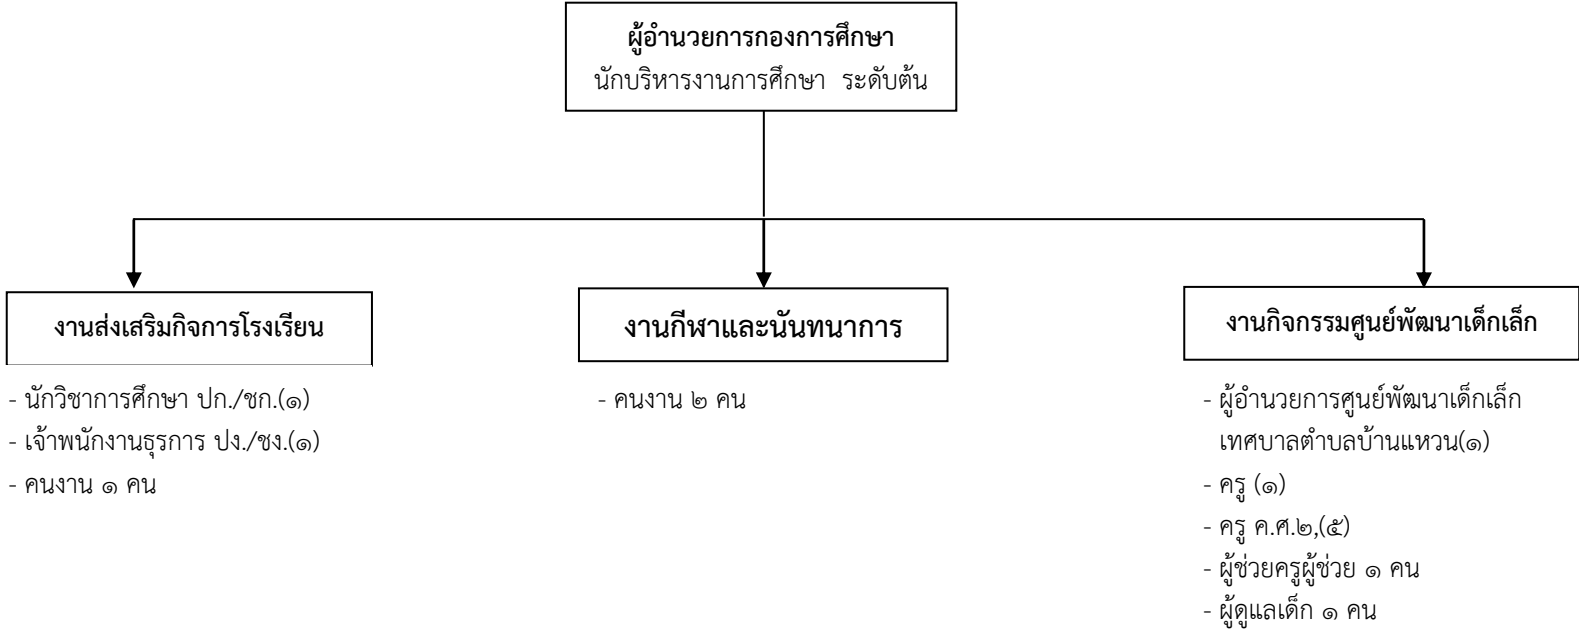 ผู้อำนวยการกองการศึกษา
นักบริหารงานการศึกษา ระดับต้น
งานส่งเสริมกิจการโรงเรียน
- นักวิชาการศึกษา ปก./ชก.(๑)
- เจ้าพนักงานธุรการ ปง./ชง.(๑)
- คนงาน ๑ คน
งานกีฬาและนันทนาการ
- คนงาน ๒ คน
งานกิจกรรมศูนย์พัฒนาเด็กเล็ก
- ผู้อำนวยการศูนย์พัฒนาเด็กเล็ก
เทศบาลตำบลบ้านแหวน(๑)
- ครู (๑)
- ครู ค.ศ.๒,(๕)
- ผู้ช่วยครูผู้ช่วย ๑ คน
- ผู้ดูแลเด็ก ๑ คน